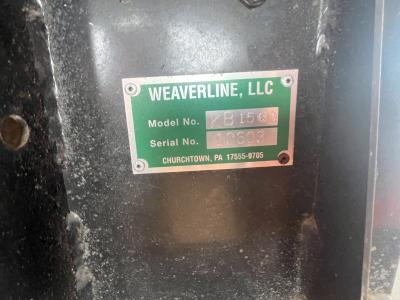 WEAVERLINE, LLC
Model No.
Serial No.
CHURCHTOWN, PA 17555-9705